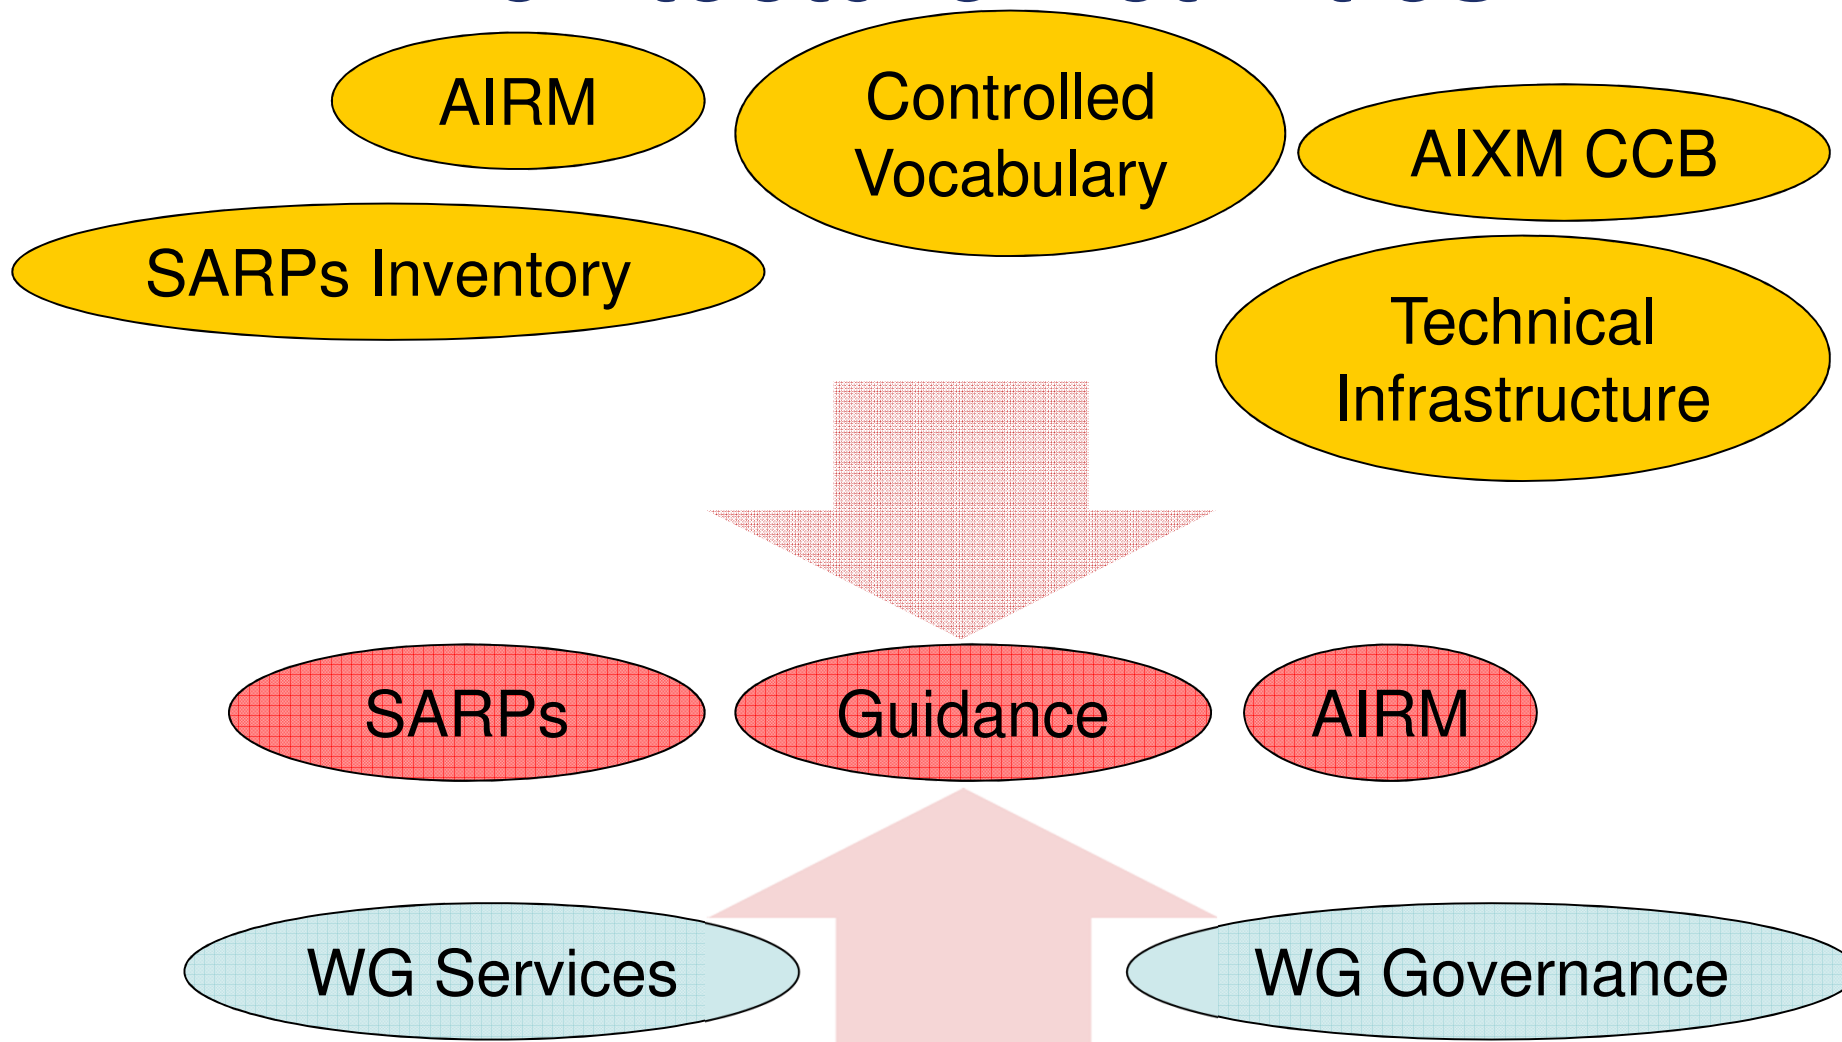 AIRM
Controlled
Vocabulary
AIXM CCB
SARPs Inventory
Technical
Infrastructure
SARPs
Guidance
AIRM
WG Services
WG Governance